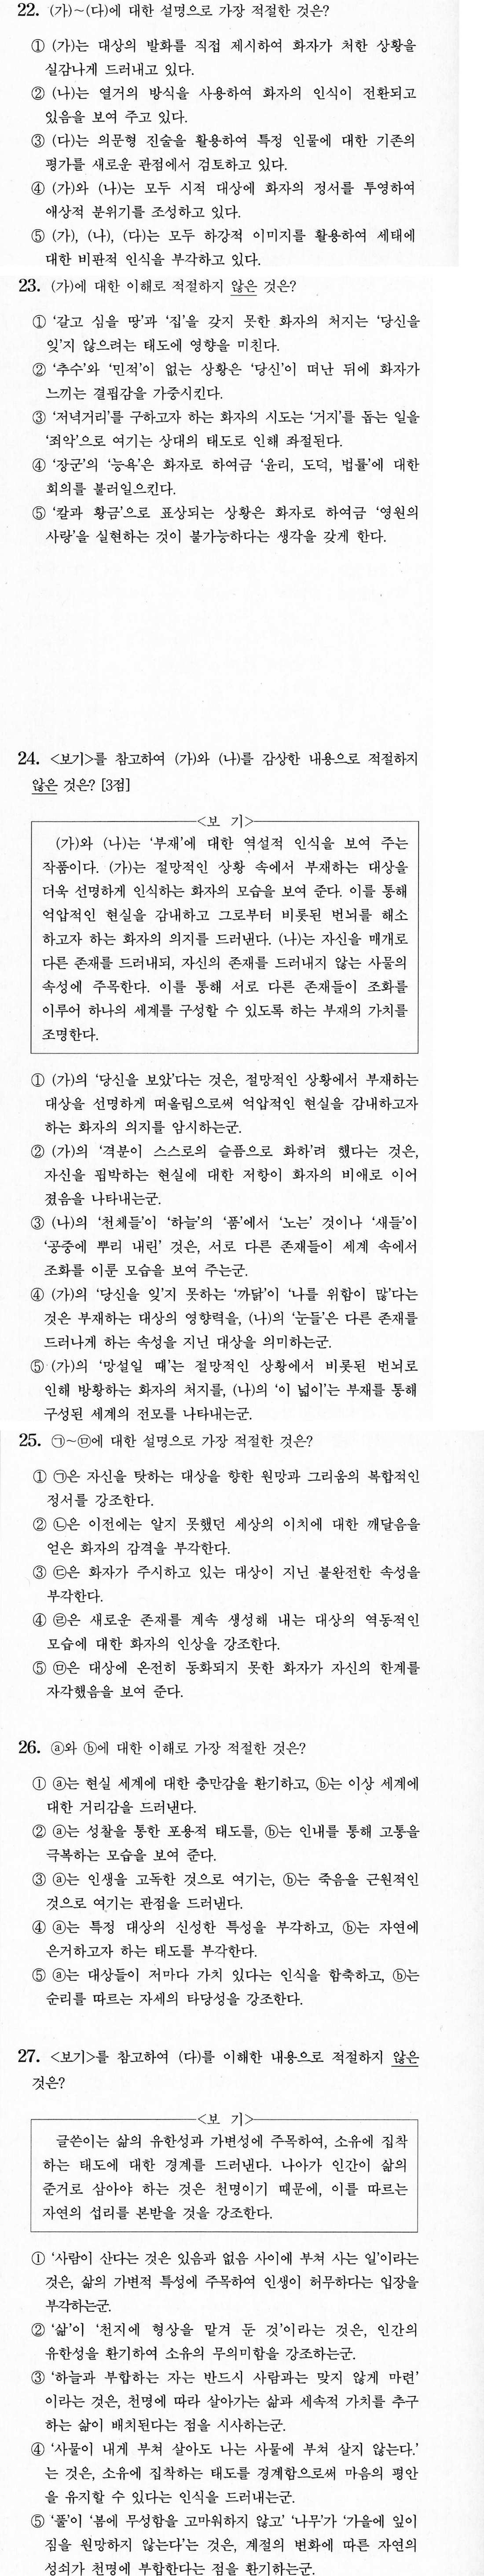 22. (가)~(다)에 대한 설명으로 가장 적절한 것은?
① (가)는 대상의 발화를 직접 제시하여 화자가 처한 상황을
실감나게 드러내고 있다.
② (나)는 열거의 방식을 사용하여 화자의 인식이 전환되고
있음을 보여 주고 있다.
③ (다)는 의문형 진술을 활용하여 특정 인물에 대한 기존의
평가를 새로운 관점에서 검토하고 있다.
④ (가)와 (나)는 모두 시적 대상에 화자의 정서를 투영하여
애상적 분위기를 조성하고 있다.
⑤ (가), (나), (다)는 모두 하강적 이미지를 활용하여 세태에
대한 비판적 인식을 부각하고 있다.
23. (가)에 대한 이해로 적절하지 않은 것은?
① ‘갈고 심을 땅’과 ‘집’을 갖지 못한 화자의 처지는 ‘당신을
잊’지 않으려는 태도에 영향을 미친다.
② ‘추수’와 ‘민적’이 없는 상황은 ‘당신’이 떠난 뒤에 화자가
느끼는 결핍감을 가중시킨다.
③ ‘저녁거리’를 구하고자 하는 화자의 시도는 ‘거지’를 돕는 일을
‘죄악’으로 여기는 상대의 태도로 인해 좌절된다.
④ ‘장군’의 ‘능욕’은 화자로 하여금 ‘윤리, 도덕, 법률’에 대한
회의를 불러일으킨다.
⑤ ‘칼과 황금’으로 표상되는 상황은 화자로 하여금 ‘영원의
사랑’을 실현하는 것이 불가능하다는 생각을 갖게 한다.
24. <보기>를 참고하여 (가)와 (나)를 감상한 내용으로 적절하지
않은 것은? [3점]
<보 기>
(가)와 (나)는 ‘부재’에 대한 역설적 인식을 보여 주는
작품이다. (가)는 절망적인 상황 속에서 부재하는 대상을
더욱 선명하게 인식하는 화자의 모습을 보여 준다. 이를 통해
억압적인 현실을 감내하고 그로부터 비롯된 번뇌를 해소
하고자 하는 화자의 의지를 드러낸다. (나)는 자신을 매개로
다른 존재를 드러내되, 자신의 존재를 드러내지 않는 사물의
속성에 주목한다. 이를 통해 서로 다른 존재들이 조화를
이루어 하나의 세계를 구성할 수 있도록 하는 부재의 가치를
조명한다.
① (가)의 ‘당신을 보았’다는 것은, 절망적인 상황에서 부재하는
대상을 선명하게 떠올림으로써 억압적인 현실을 감내하고자
하는 화자의 의지를 암시하는군.
② (가)의 ‘격분이 스스로의 슬픔으로 화하’려 했다는 것은,
자신을 핍박하는 현실에 대한 저항이 화자의 비애로 이어
졌음을 나타내는군.
③ (나)의 ‘천체들’이 ‘하늘’의 ‘품’에서 ‘노는’ 것이나 ‘새들’이
‘공중에 뿌리 내린’ 것은, 서로 다른 존재들이 세계 속에서
조화를 이룬 모습을 보여 주는군.
④ (가)의 ‘당신을 잊’지 못하는 ‘까닭’이 ‘나를 위함이 많’다는
것은 부재하는 대상의 영향력을, (나)의 ‘눈들’은 다른 존재를
드러나게 하는 속성을 지닌 대상을 의미하는군.
⑤ (가)의 ‘망설일 때’는 절망적인 상황에서 비롯된 번뇌로
인해 방황하는 화자의 처지를, (나)의 ‘이 넓이’는 부재를 통해
구성된 세계의 전모를 나타내는군.
25. ㉠~㉤에 대한 설명으로 가장 적절한 것은?
① ㉠은 자신을 탓하는 대상을 향한 원망과 그리움의 복합적인
정서를 강조한다.
② ㉡은 이전에는 알지 못했던 세상의 이치에 대한 깨달음을
얻은 화자의 감격을 부각한다.
③ ㉢은 화자가 주시하고 있는 대상이 지닌 불완전한 속성을
부각한다.
④ ㉣은 새로운 존재를 계속 생성해 내는 대상의 역동적인
모습에 대한 화자의 인상을 강조한다.
⑤ ㉤은 대상에 온전히 동화되지 못한 화자가 자신의 한계를
자각했음을 보여 준다.
26. ⓐ와 ⓑ에 대한 이해로 가장 적절한 것은?
① ⓐ는 현실 세계에 대한 충만감을 환기하고, ⓑ는 이상 세계에
대한 거리감을 드러낸다.
② ⓐ는 성찰을 통한 포용적 태도를, ⓑ는 인내를 통해 고통을
극복하는 모습을 보여 준다.
③ ⓐ는 인생을 고독한 것으로 여기는, ⓑ는 죽음을 근원적인
것으로 여기는 관점을 드러낸다.
④ ⓐ는 특정 대상의 신성한 특성을 부각하고, ⓑ는 자연에
은거하고자 하는 태도를 부각한다.
⑤ ⓐ는 대상들이 저마다 가치 있다는 인식을 함축하고, ⓑ는
순리를 따르는 자세의 타당성을 강조한다.
27. <보기>를 참고하여 (다)를 이해한 내용으로 적절하지 않은
것은?
<보 기>
글쓴이는 삶의 유한성과 가변성에 주목하여, 소유에 집착
하는 태도에 대한 경계를 드러낸다. 나아가 인간이 삶의
준거로 삼아야 하는 것은 천명이기 때문에, 이를 따르는
자연의 섭리를 본받을 것을 강조한다.
① ‘사람이 산다는 것은 있음과 없음 사이에 부쳐 사는 일’이라는
것은, 삶의 가변적 특성에 주목하여 인생이 허무하다는 입장을
부각하는군.
② ‘삶’이 ‘천지에 형상을 맡겨 둔 것’이라는 것은, 인간의
유한성을 환기하여 소유의 무의미함을 강조하는군.
③ ‘하늘과 부합하는 자는 반드시 사람과는 맞지 않게 마련’
이라는 것은, 천명에 따라 살아가는 삶과 세속적 가치를 추구
하는 삶이 배치된다는 점을 시사하는군.
④ ‘사물이 내게 부쳐 살아도 나는 사물에 부쳐 살지 않는다.’
는 것은, 소유에 집착하는 태도를 경계함으로써 마음의 평안
을 유지할 수 있다는 인식을 드러내는군.
⑤ ‘풀’이 ‘봄에 무성함을 고마워하지 않고’ ‘나무’가 ‘가을에 잎이
짐을 원망하지 않는다’는 것은, 계절의 변화에 따른 자연의
성쇠가 천명에 부합한다는 점을 환기하는군.